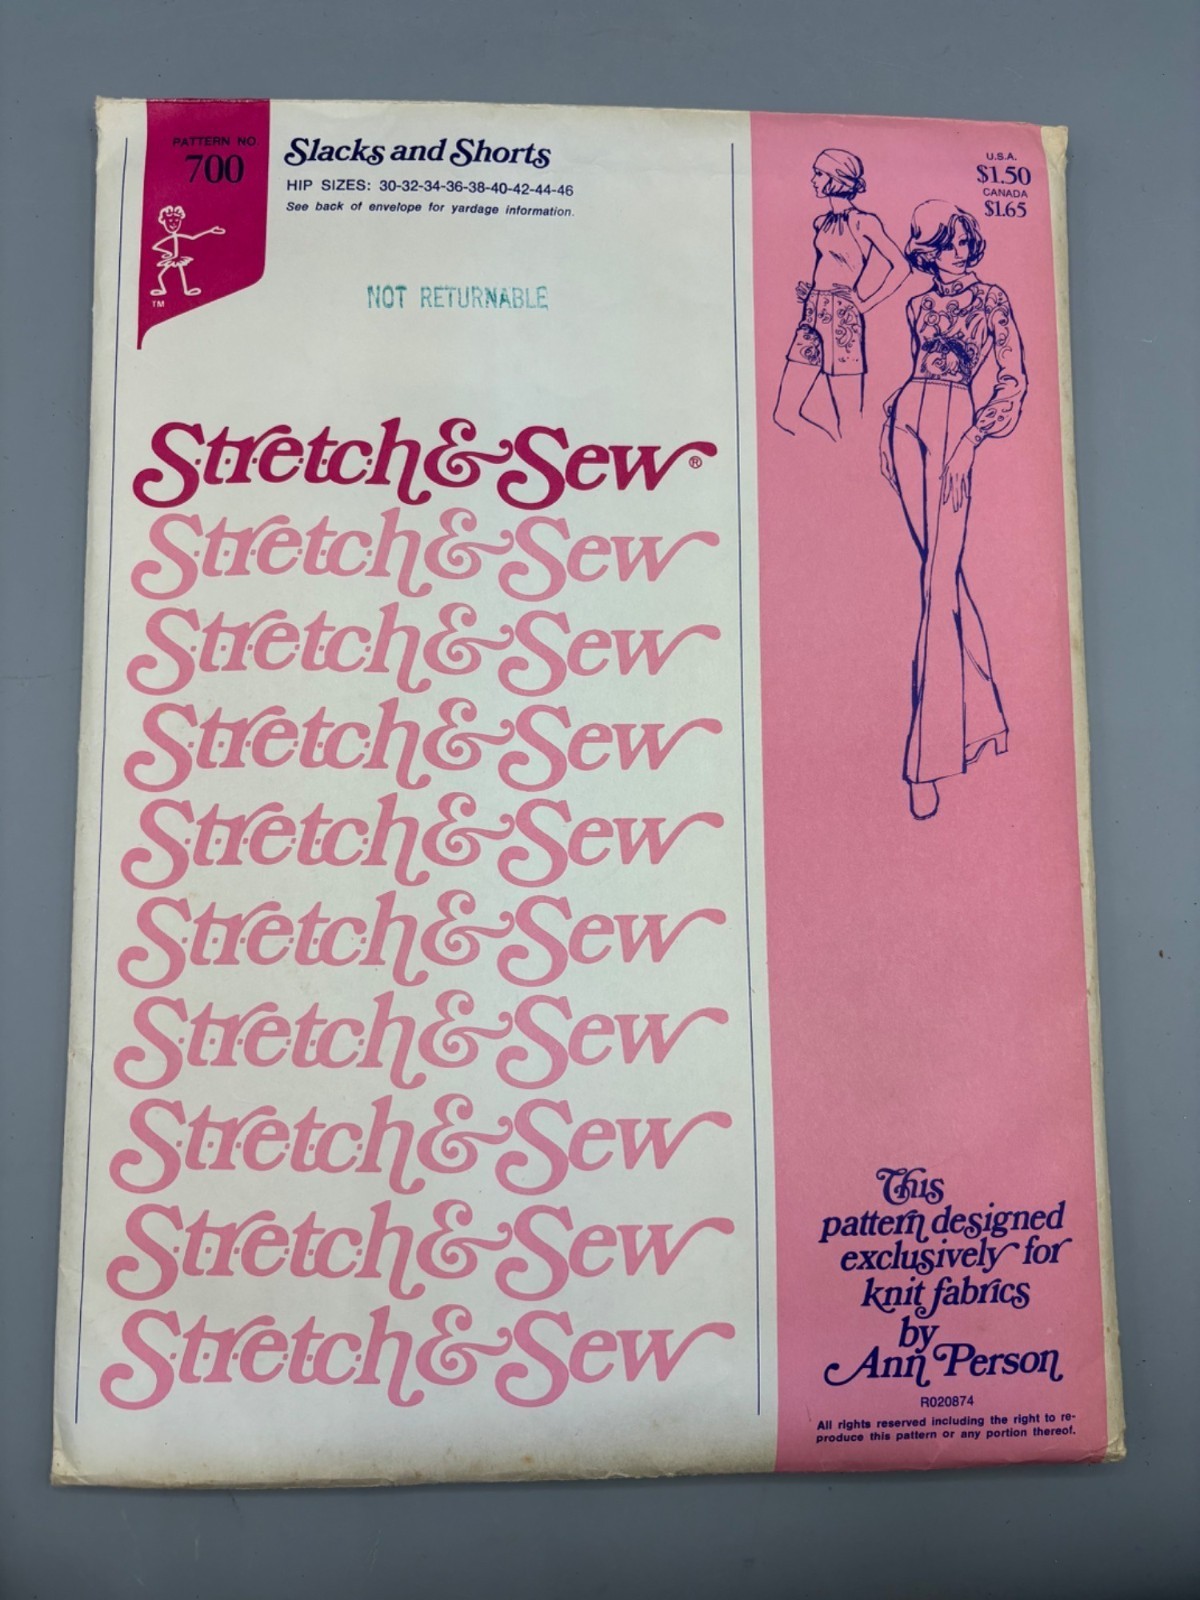 PATTERN NO
700
TM
Slacks and Shorts
HIP SIZES: 30-32-34-36-38-40-42-44-46
See back of envelope for yardage information.
NOT RETURNABLE
U.S.A.
$1.50
CANADA
$1.65
Stretch & Sew®
Stretch & Sew
Stretch & Sew
Stretch & Sew
Stretch & Sew
Stretch & Sew
Stretch & Sew
Stretch & Sew
Stretch & Sew
Stretch & Sew
This
pattern designed
exclusively for
knit fabrics
by
Ann Person
R020874
All rights reserved including the right to re-
produce this pattern or any portion thereof.